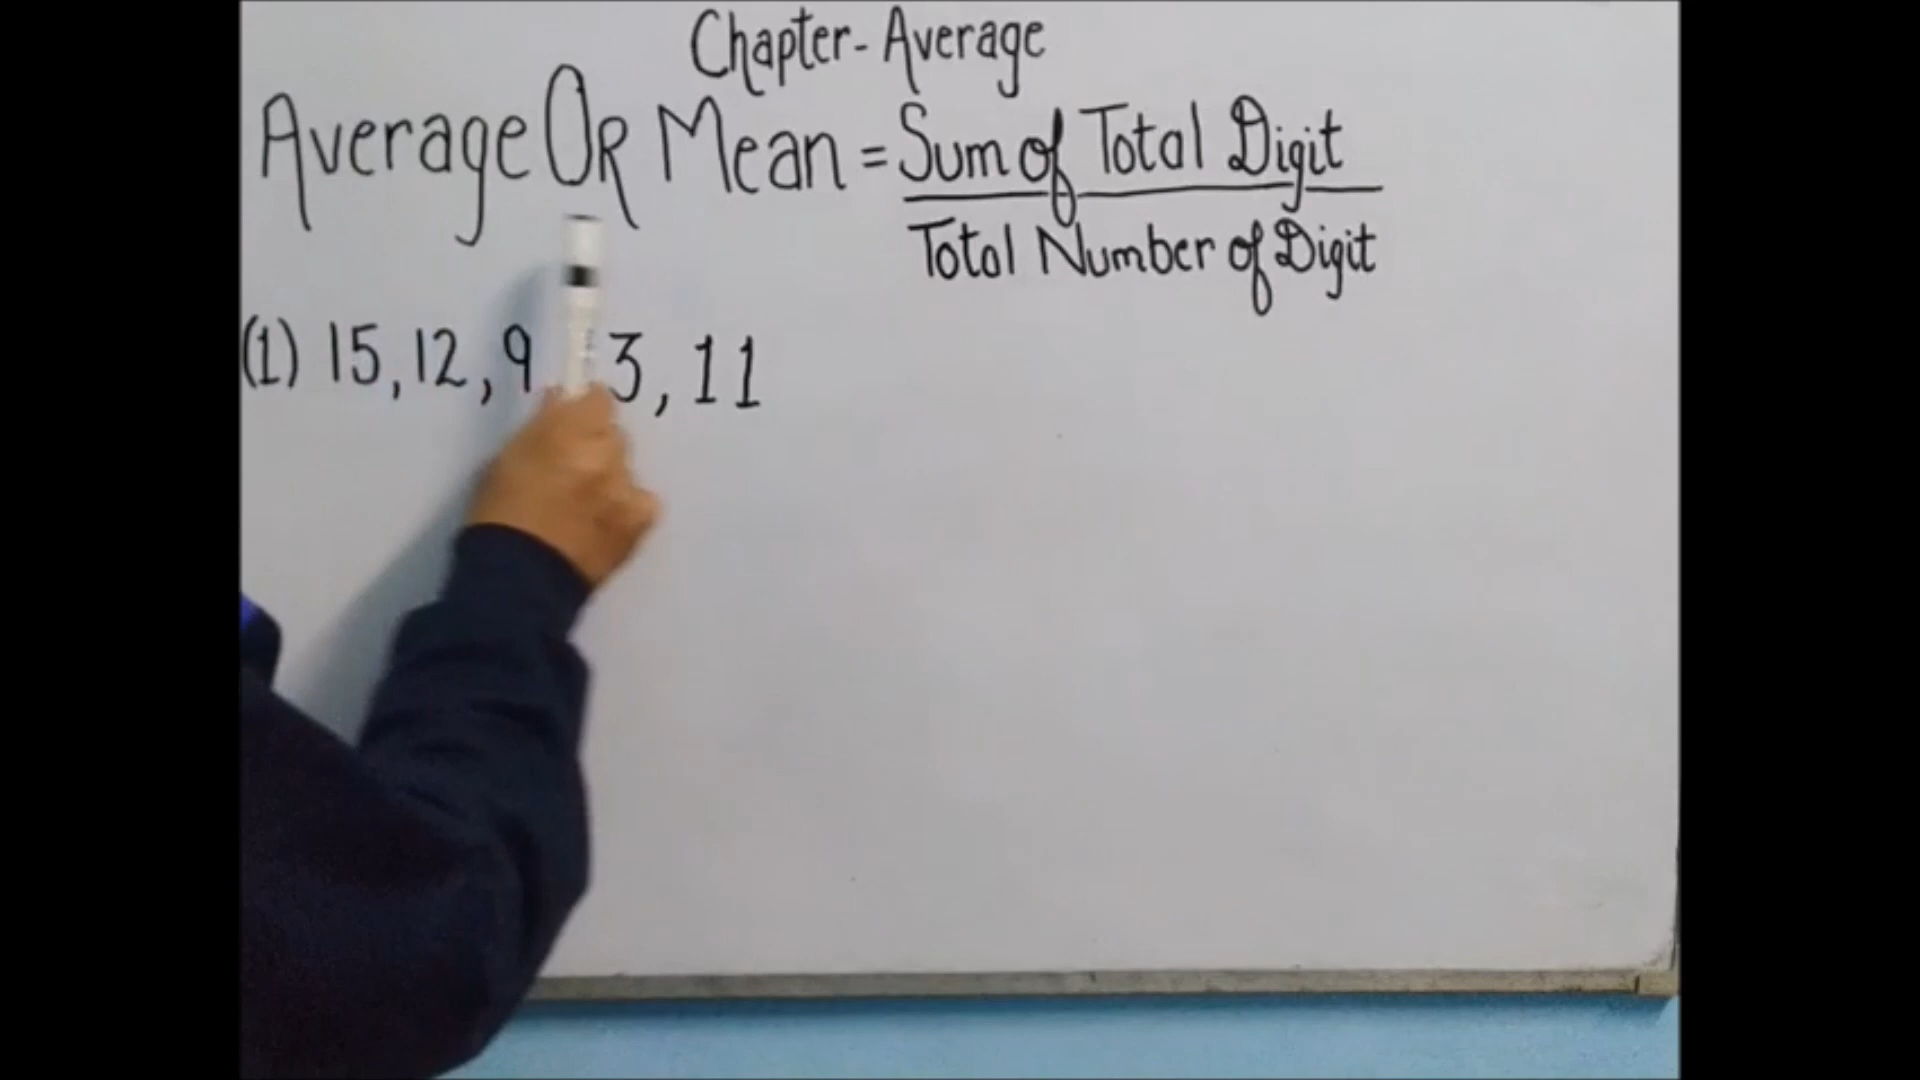 Chapter-Average
Average OR Mean = Sum of Total Digit
Total Number of Digit
(1) 15, 12, 9 3, 11